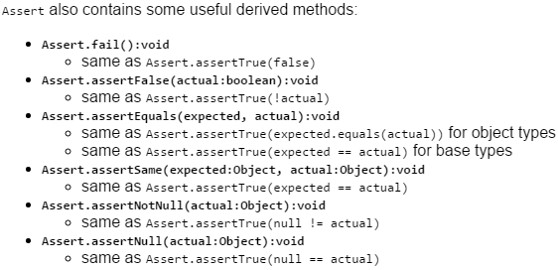 Assert also contains some useful derived methods:
• Assert.fail():void
○ same as Assert.assertTrue(false)
• Assert.assertFalse(actual:boolean):void
○ same as Assert.assertTrue(!actual)
• Assert.assertEquals(expected, actual):void
○ same as Assert.assertTrue(expected.equals(actual)) for object types
○ same as Assert.assertTrue(expected == actual) for base types
• Assert.assertSame(expected:Object, actual:Object):void
○ same as Assert.assertTrue(expected == actual)
• Assert.assertNotNull(actual:Object):void
○ same as Assert.assertTrue(null != actual)
• Assert.assertNull(actual:Object):void
○ same as Assert.assertTrue(null == actual)